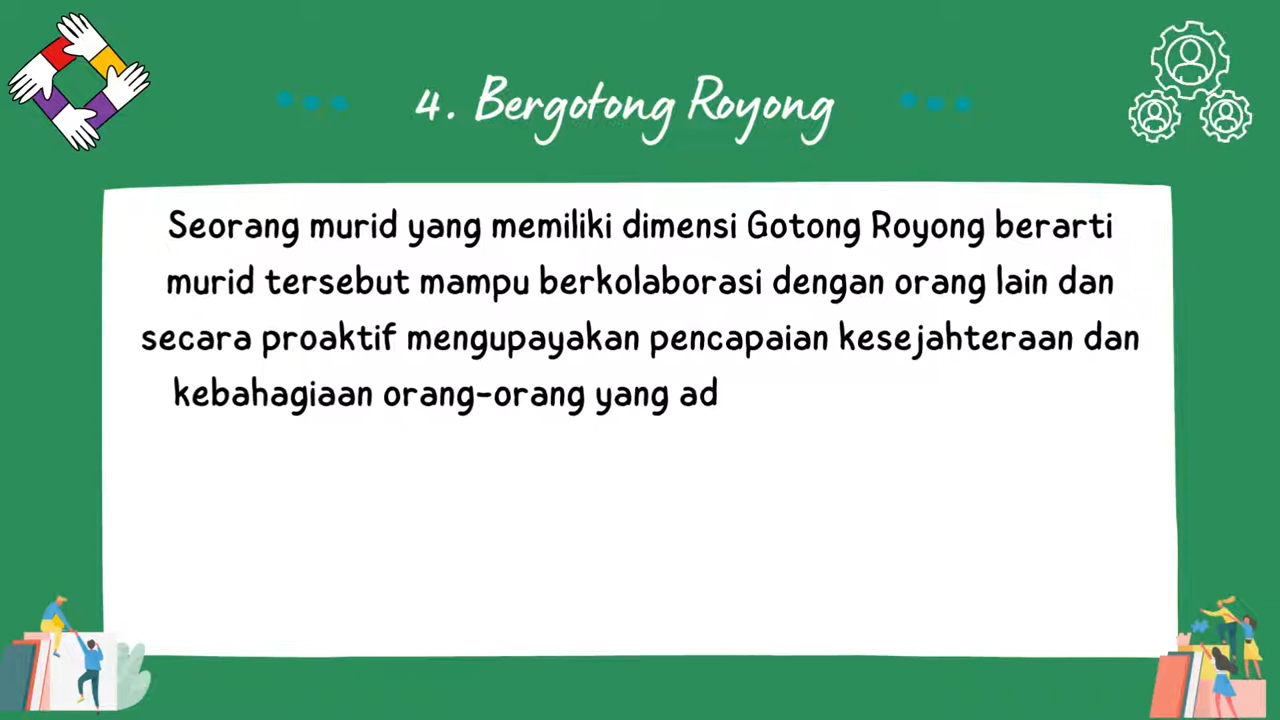 4. Bergotong Royong
Seorang murid yang memiliki dimensi Gotong Royong berarti
murid tersebut mampu berkolaborasi dengan orang lain dan
secara proaktif mengupayakan pencapaian kesejahteraan dan
kebahagiaan orang-orang yang ad